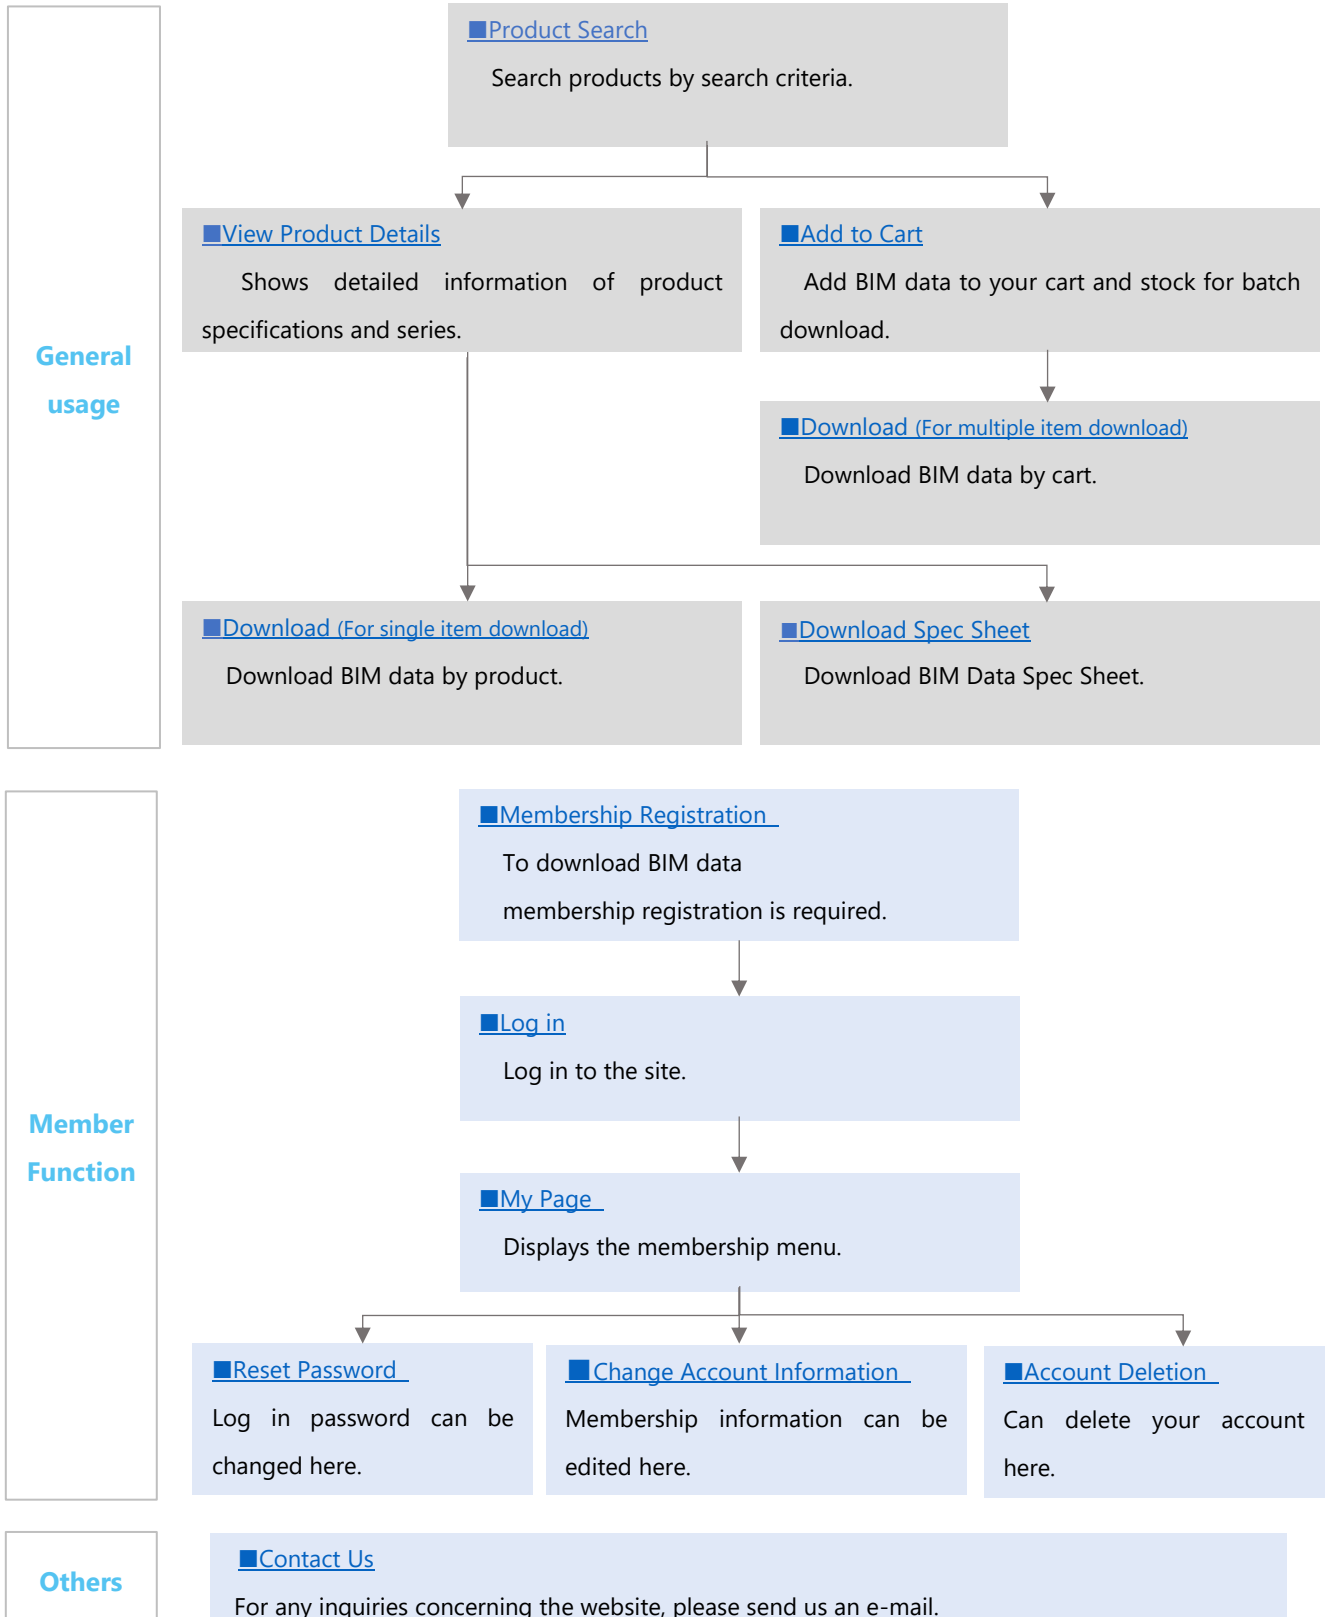 General
usage
■Product Search
Search products by search criteria.
■View Product Details
Shows detailed information of product
specifications and series.
■Add to Cart
Add BIM data to your cart and stock for batch
download.
■Download (For multiple item download)
Download BIM data by cart.
■Download (For single item download)
Download BIM data by product.
■Download Spec Sheet
Download BIM Data Spec Sheet.
Member
Function
■Membership Registration
To download BIM data
membership registration is required.
■Log in
Log in to the site.
■My Page
Displays the membership menu.
■Reset Password
Log in password can be
changed here.
■Change Account Information
Membership information can be
edited here.
■Account Deletion
Can delete your account
here.
Others
■Contact Us
For any inquiries concerning the website, please send us an e-mail.